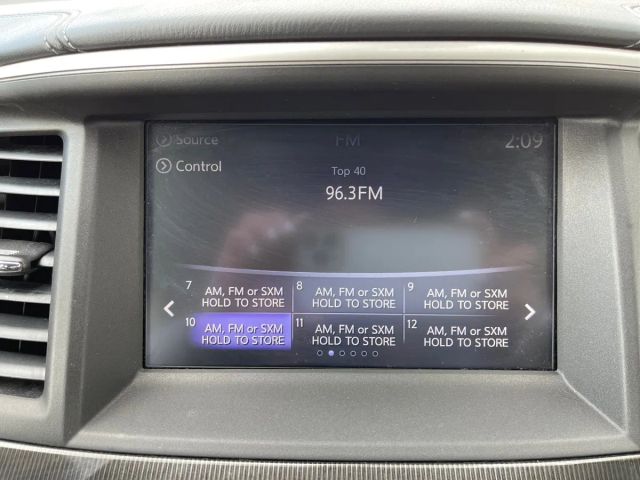 Source FM 2:09
Control
Top 40
96.3FM
7 AM, FM or SXM HOLD TO STORE
8 AM, FM or SXM HOLD TO STORE
9 AM, FM or SXM HOLD TO STORE
10 AM, FM or SXM HOLD TO STORE
11 AM, FM or SXM HOLD TO STORE
12 AM, FM or SXM HOLD TO STORE